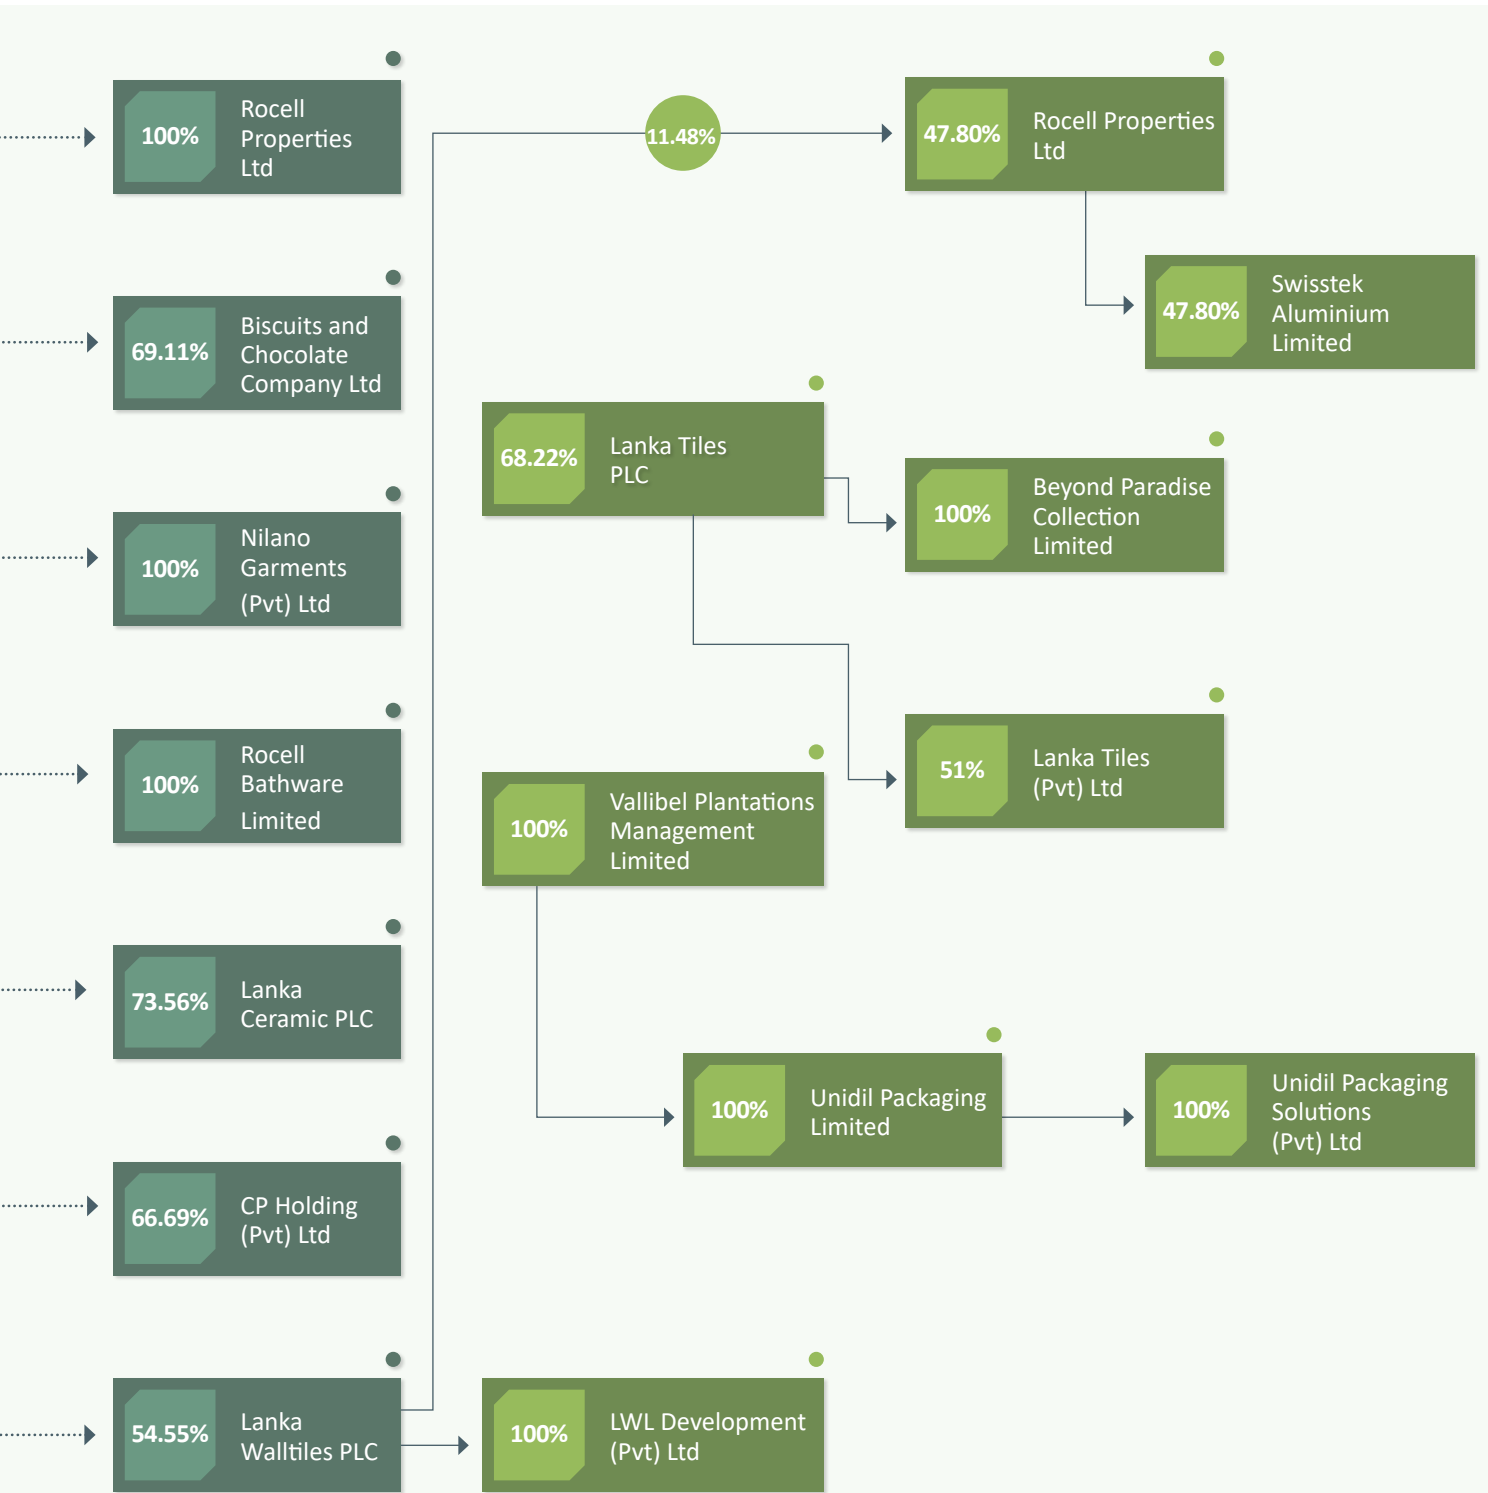 100%
Rocell
Properties
Ltd
11.48%
47.80%
Rocell Properties
Ltd
47.80%
Swisstek
Aluminium
Limited
69.11%
Biscuits and
Chocolate
Company Ltd
68.22%
Lanka Tiles
PLC
100%
Beyond Paradise
Collection
Limited
100%
Nilano
Garments
(Pvt) Ltd
51%
Lanka Tiles
(Pvt) Ltd
100%
Rocell
Bathware
Limited
100%
Vallibel Plantations
Management
Limited
73.56%
Lanka
Ceramic PLC
100%
Unidil Packaging
Limited
100%
Unidil Packaging
Solutions
(Pvt) Ltd
66.69%
CP Holding
(Pvt) Ltd
54.55%
Lanka
Walltiles PLC
100%
LWL Development
(Pvt) Ltd